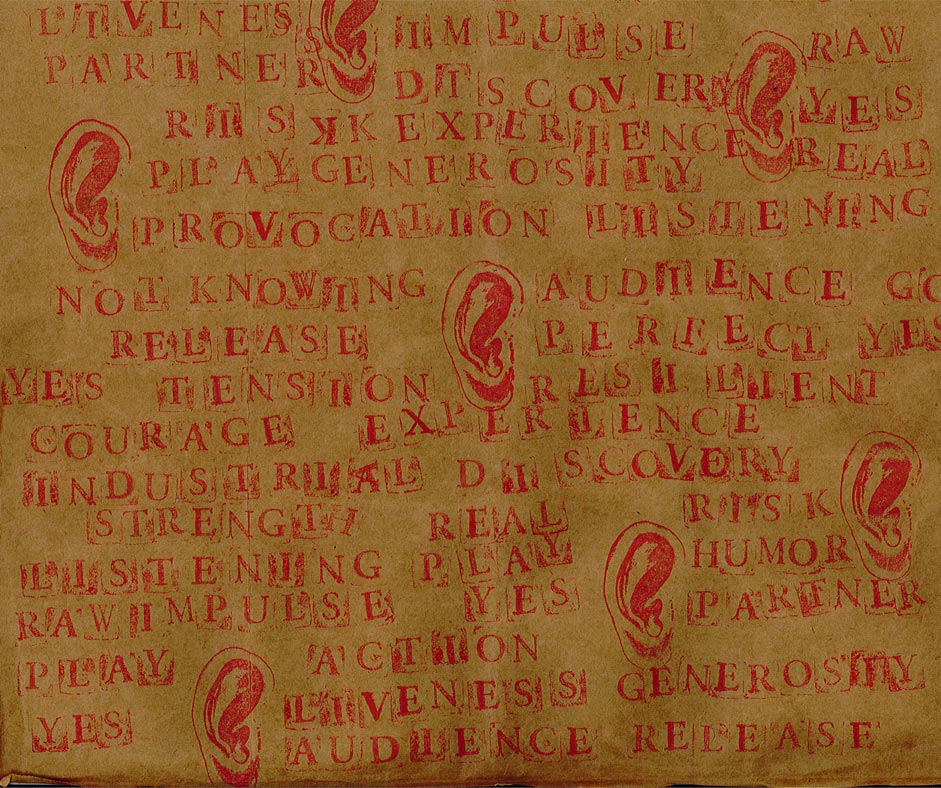 LIVENESS IMPULSE RAW
PARTNER DISCOVERY YES
RISK EXPERIENCE REAL
PLAY GENEROSITY
PROVOCATION LISTENING
NOT KNOWING AUDIENCE GO
RELEASE PERFECT YES
YES TENSION RESILIENT
COURAGE EXPERIENCE
INDUSTRIAL DISCOVERY
STRENGTH REAL RISK
LISTENING PLAY HUMOR
RAW IMPULSE YES PARTNER
PLAY ACTION
LIVENESS GENEROSITY
YES AUDIENCE RELEASE